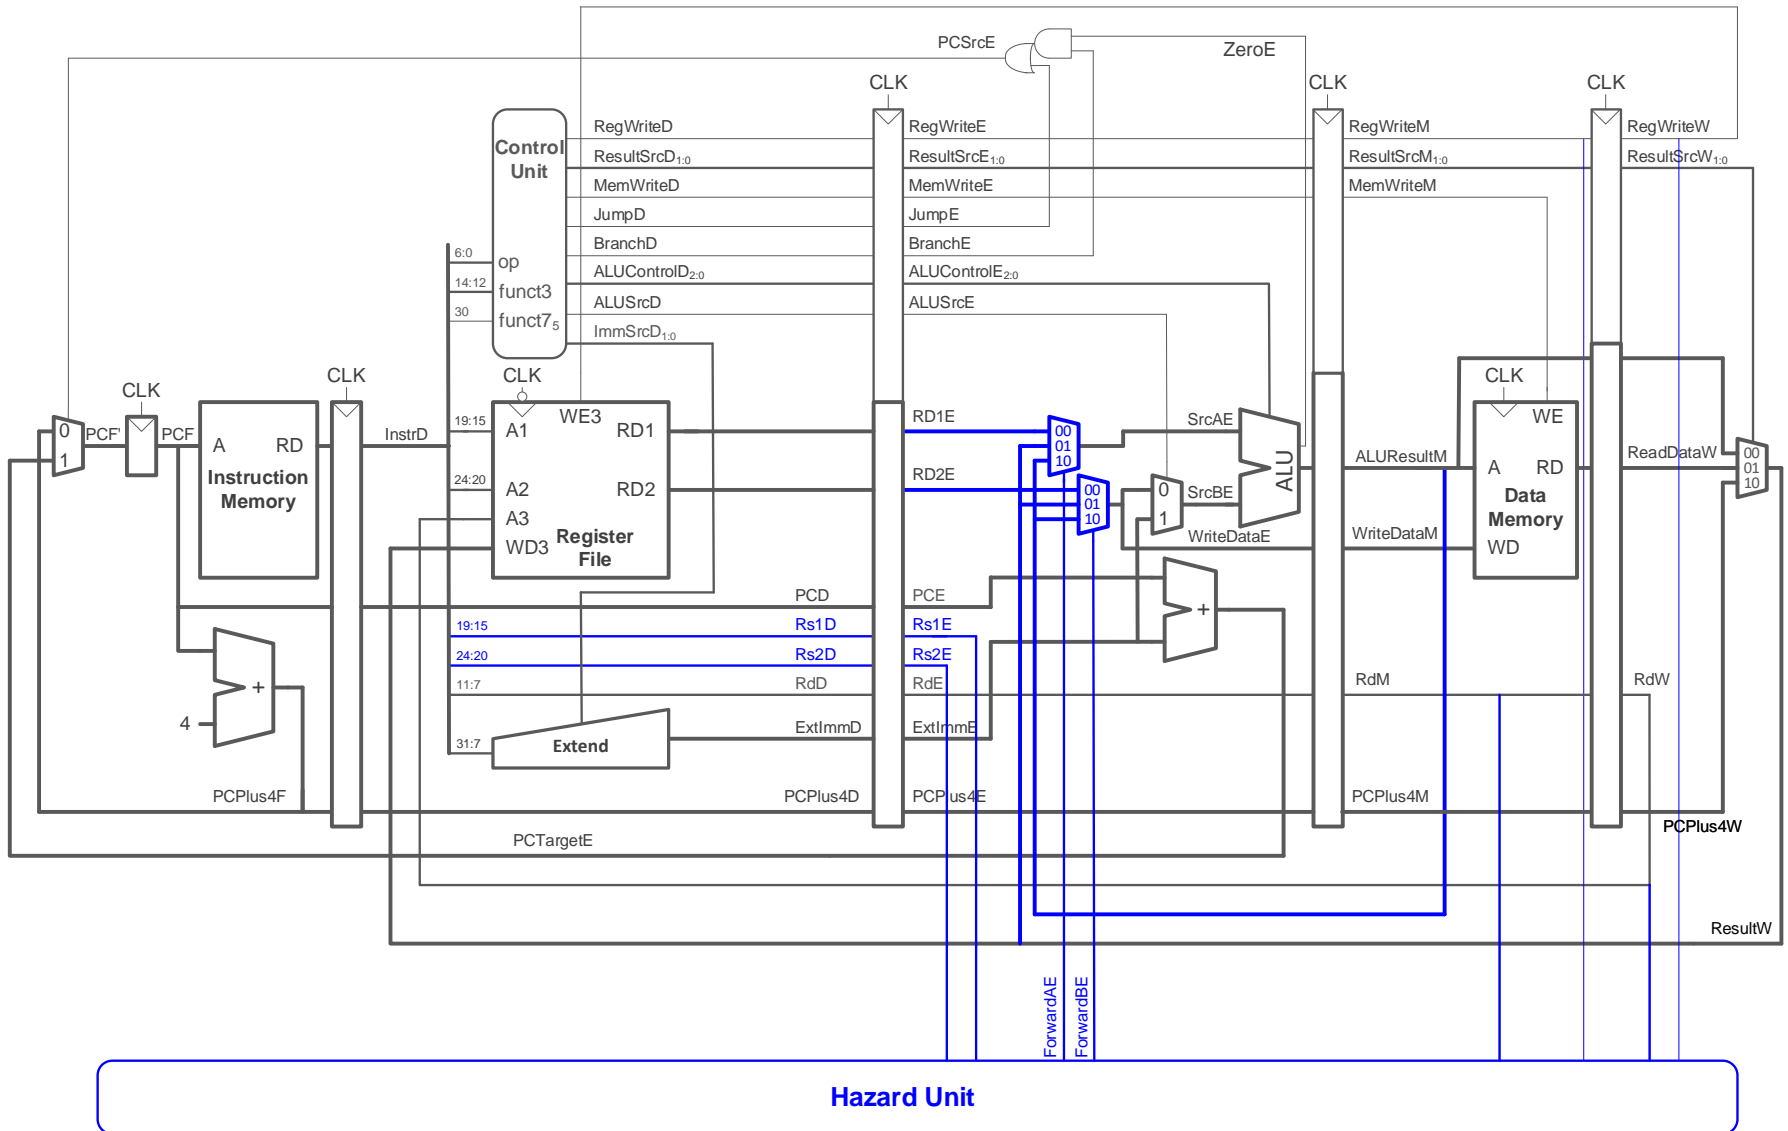 PCSrcE
ZeroE
CLK
CLK
CLK
Control
Unit
RegWriteD
RegWriteE
RegWriteM
RegWriteW
ResultSrcD1:0
ResultSrcE1:0
ResultSrcM1:0
ResultSrcW1:0
MemWriteD
MemWriteE
MemWriteM
JumpD
JumpE
BranchD
BranchE
6:0
op
ALUControlD2:0
ALUControlE2:0
14:12
funct3
ALUSrcD
ALUSrcE
30
funct75
ImmSrcD1:0
CLK
CLK
CLK
CLK
0
1
PCF'
PCF
A
RD
Instruction
Memory
InstrD
19:15
A1
WE3
RD1
24:20
A2
RD2
A3
WD3
Register
File
RD1E
RD2E
00
01
10
00
01
10
SrcAE
0
1
SrcBE
ALU
WriteDataE
ALUResultM
WriteDataM
WE
A
RD
Data
Memory
WD
ReadDataW
00
01
10
PCD
PCE
+
19:15
Rs1D
Rs1E
24:20
Rs2D
Rs2E
11:7
RdD
RdE
RdM
RdW
+
4
31:7
Extend
ExtImmD
ExtImmE
PCPlus4F
PCPlus4D
PCPlus4E
PCPlus4M
PCPlus4W
PCTargetE
ResultW
ForwardAE
ForwardBE
Hazard Unit